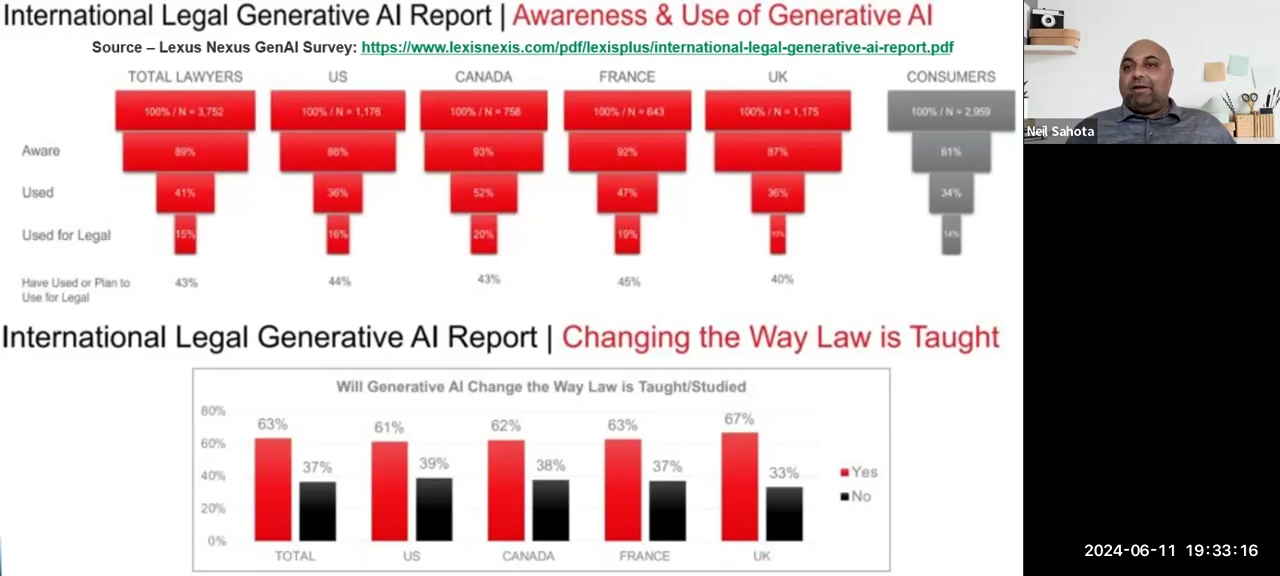 International Legal Generative AI Report | Awareness & Use of Generative AI
Source – Lexus Nexus GenAI Survey: https://www.lexisnexis.com/pdf/lexisplus/international-legal-generative-ai-report.pdf
TOTAL LAWYERS US CANADA FRANCE UK CONSUMERS
100% / N = 3,752 100% / N = 1,176 100% / N = 756 100% / N = 643 100% / N = 1,175 100% / N = 2,959
Aware 89% 86% 93% 92% 87% 61%
Used 41% 36% 52% 47% 36% 34%
Used for Legal 15% 16% 20% 19% 10% 14%
Have Used or Plan to 43% 44% 43% 45% 40%
Use for Legal
Neil Sahota
International Legal Generative AI Report | Changing the Way Law is Taught
Will Generative AI Change the Way Law is Taught/Studied
80%
60%
40%
20%
0%
63% 37% 61% 39% 62% 38% 63% 37% 67% 33%
Yes
No
TOTAL US CANADA FRANCE UK
2024-06-11 19:33:16